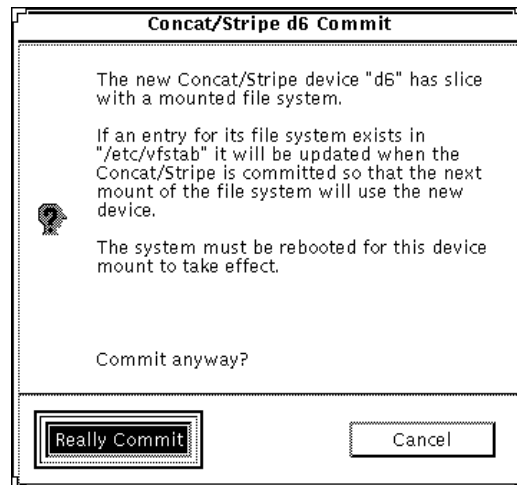 Concat/Stripe d6 Commit
The new Concat/Stripe device "d6" has slice
with a mounted file system.
If an entry for its file system exists in
"/etc/vfstab" it will be updated when the
Concat/Stripe is committed so that the next
mount of the file system will use the new
device.
The system must be rebooted for this device
mount to take effect.
Commit anyway?
Really Commit
Cancel